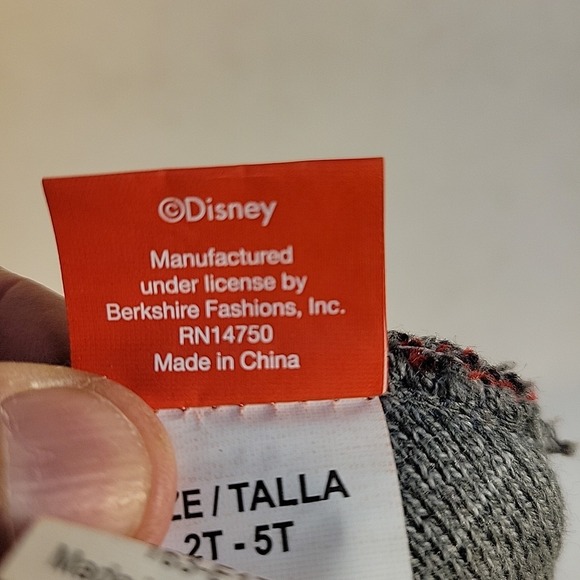 ©Disney
Manufactured
under license by
Berkshire Fashions, Inc.
RN14750
Made in China
ZE / TALLA
2T - 5T